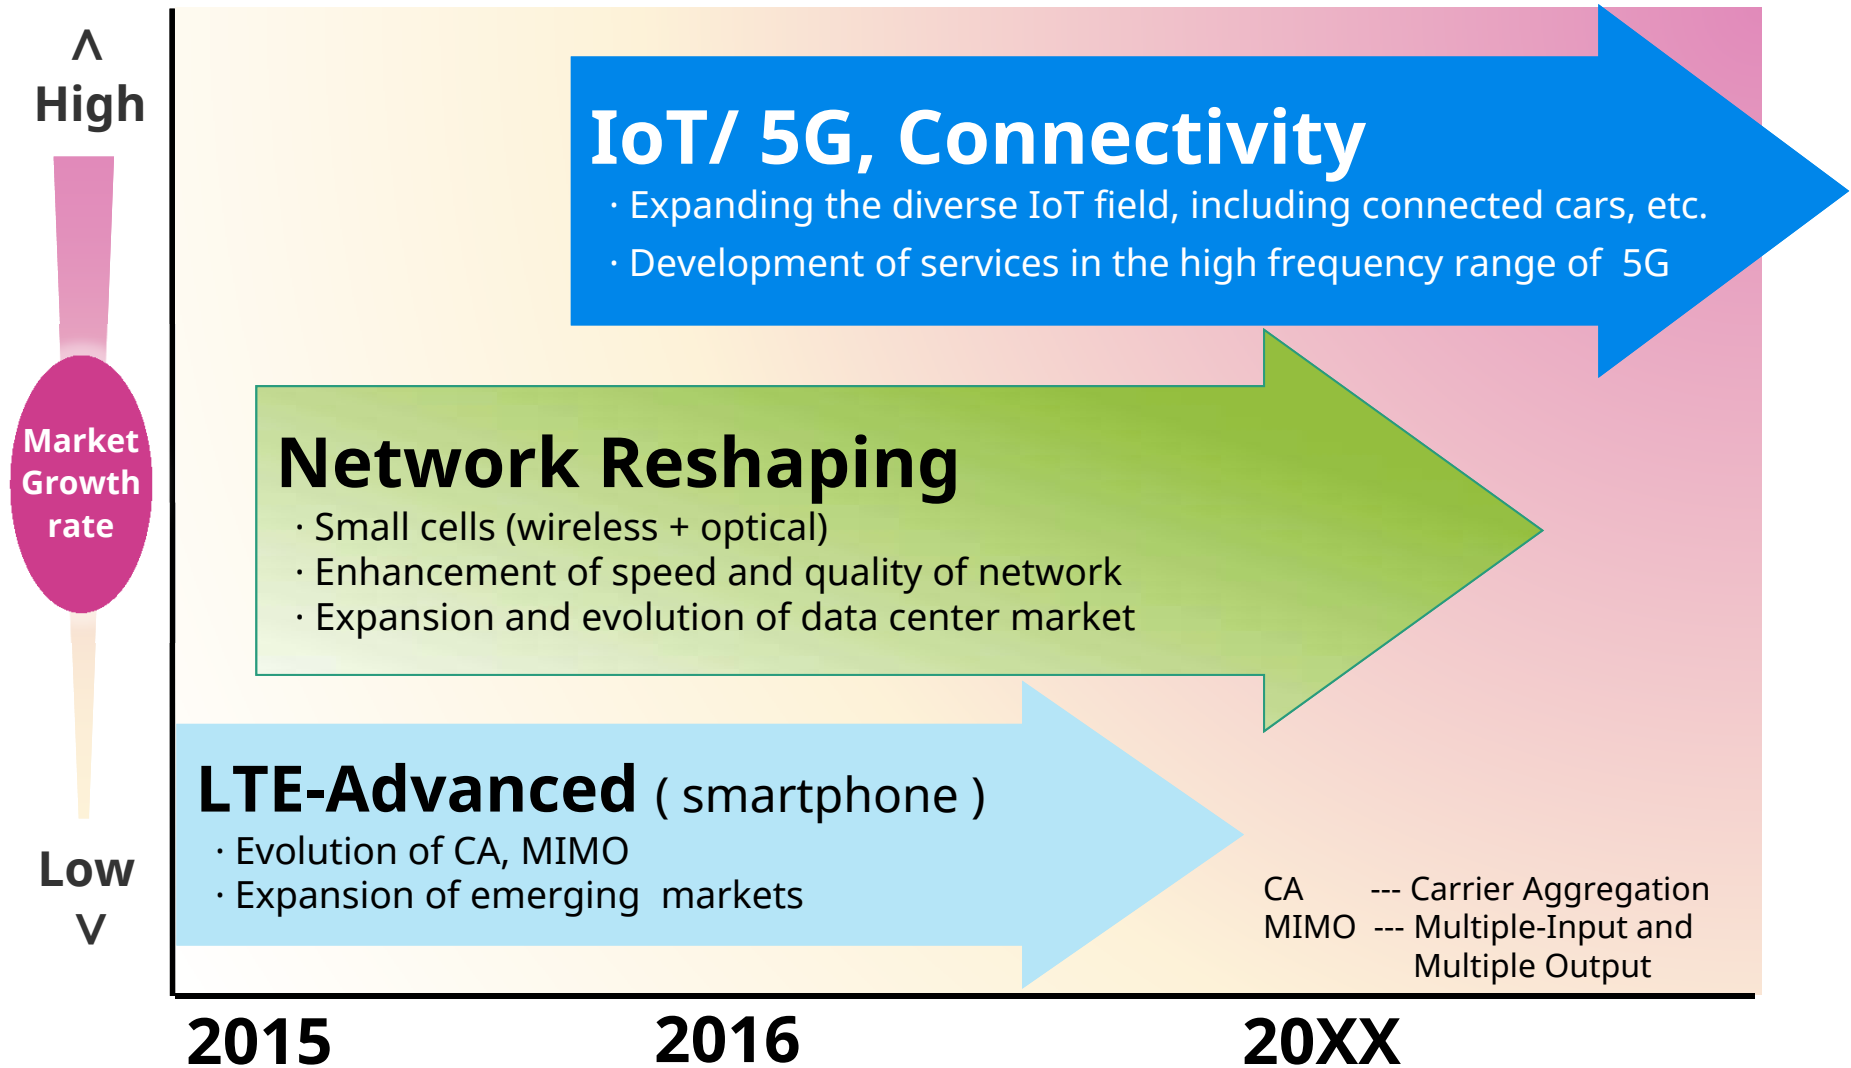 ˄
High
Market
Growth
rate
Low
˅
IoT/ 5G, Connectivity
· Expanding the diverse IoT field, including connected cars, etc.
· Development of services in the high frequency range of  5G
Network Reshaping
· Small cells (wireless + optical)
· Enhancement of speed and quality of network
· Expansion and evolution of data center market
LTE-Advanced ( smartphone )
· Evolution of CA, MIMO
· Expansion of emerging  markets
CA --- Carrier Aggregation
MIMO --- Multiple-Input and
Multiple Output
2015 2016 20XX